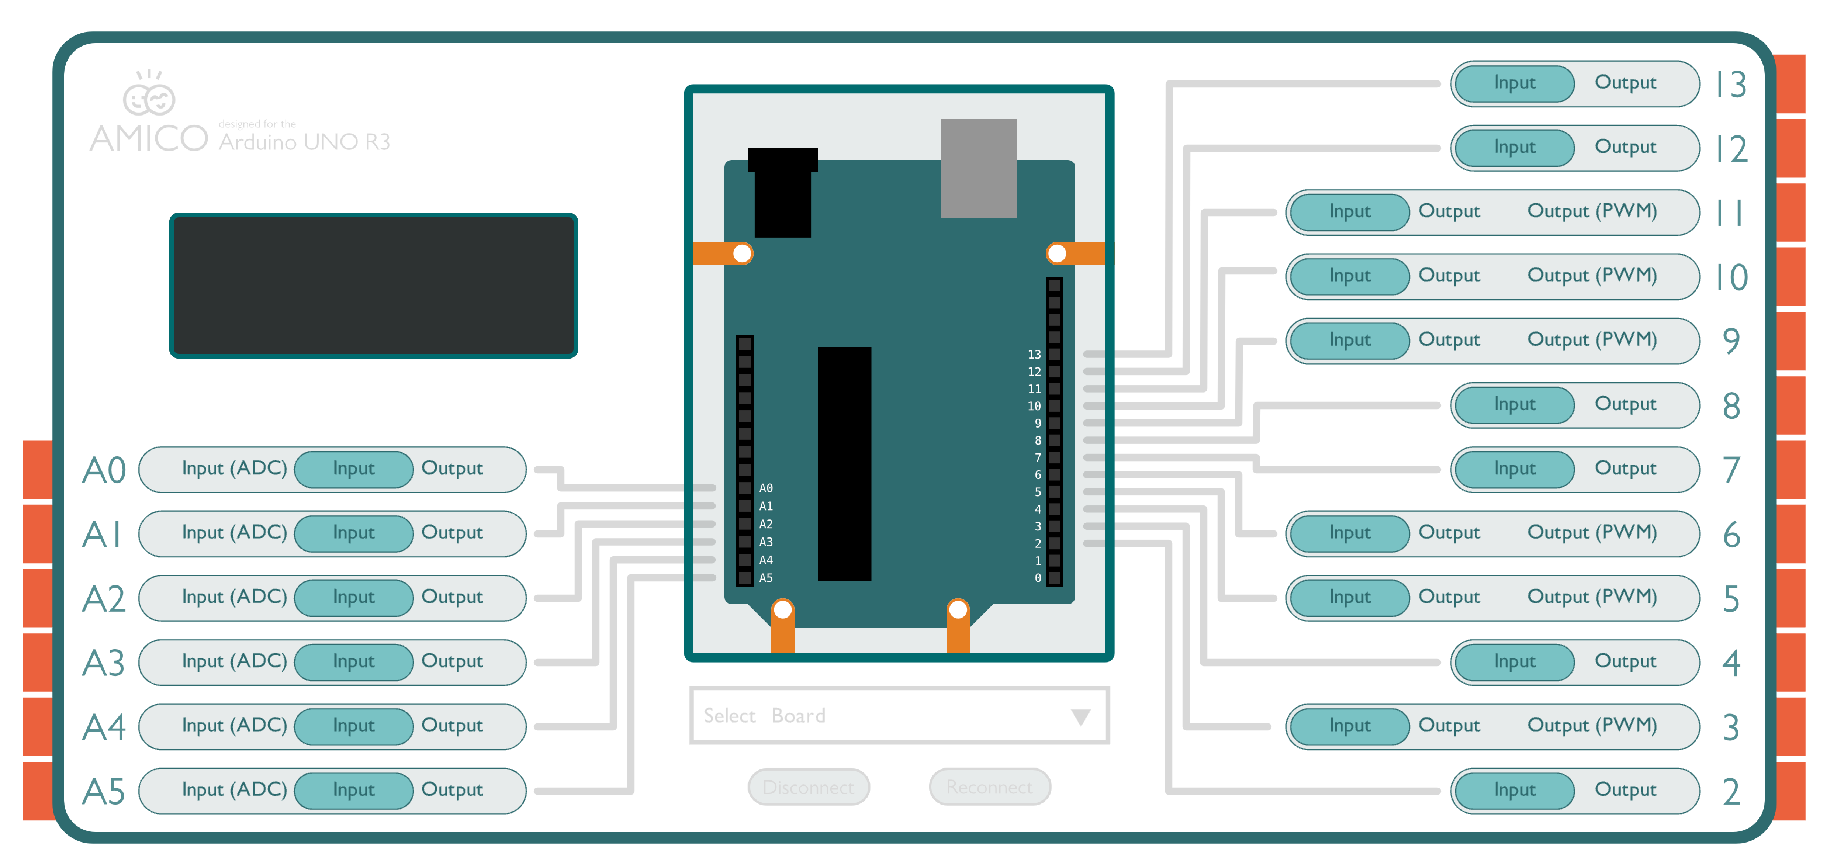 AMICO
designed for the
Arduino UNO R3
A0 Input (ADC) Input Output
A1 Input (ADC) Input Output
A2 Input (ADC) Input Output
A3 Input (ADC) Input Output
A4 Input (ADC) Input Output
A5 Input (ADC) Input Output
A0
A1
A2
A3
A4
A5
13
12
11
10
9
8
7
6
5
4
3
2
1
0
Select Board
Disconnect Reconnect
Input Output 13
Input Output 12
Input Output Output (PWM) 11
Input Output Output (PWM) 10
Input Output Output (PWM) 9
Input Output 8
Input Output 7
Input Output Output (PWM) 6
Input Output Output (PWM) 5
Input Output 4
Input Output Output (PWM) 3
Input Output 2